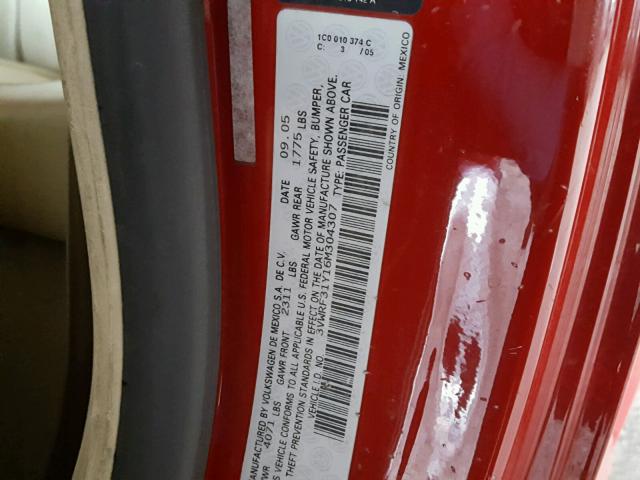 MANUFACTURED BY VOLKSWAGEN DE MEXICO S.A. DE C.V. DATE 09.05
4071 LBS GAWR FRONT 2311 LBS GAWR REAR 1775 LBS
VEHICLE CONFORMS TO ALL APPLICABLE U.S. FEDERAL MOTOR VEHICLE SAFETY, BUMPER,
THEFT PREVENTION STANDARDS IN EFFECT ON THE DATE OF MANUFACTURE SHOWN ABOVE.
VEHICLE I.D. NO. 3VWRF31Y16M304307 TYPE: PASSENGER CAR
COUNTRY OF ORIGIN: MEXICO
1C0 010 374 C
C: 3 /05